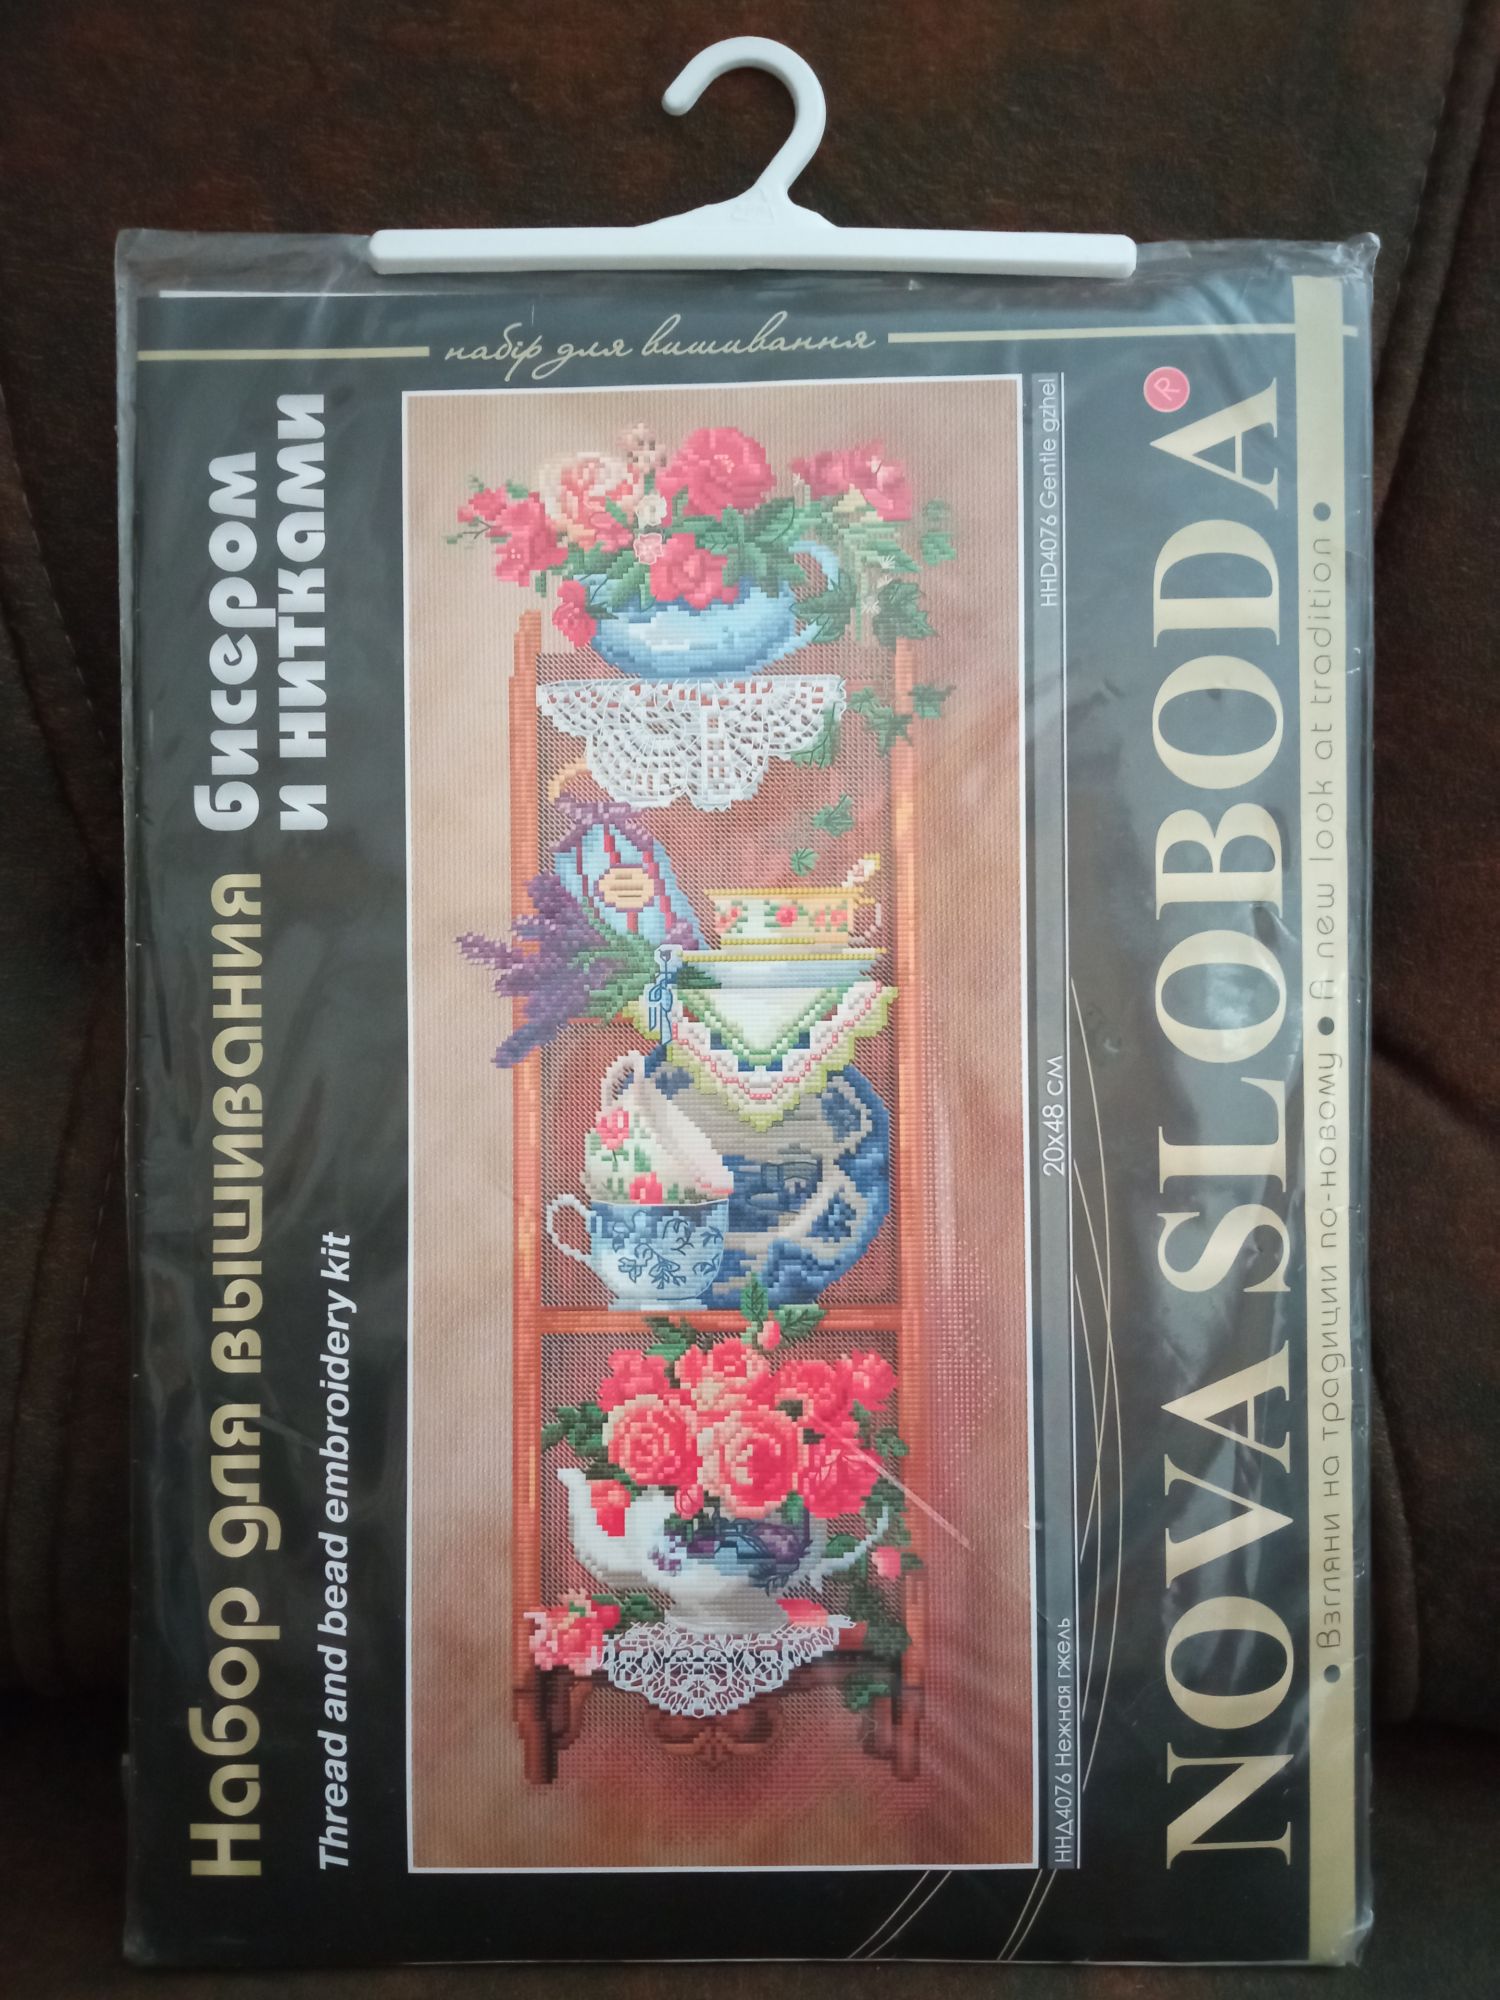 набір для вишивання
Набор для вышивания бисером
и нитками
Thread and bead embroidery kit
ННД4076 Нежная гжель
20х48 см
HHD4076 Gentle gzhel
NOVA SLOBODA
R
• Взгляни на традиции по-новому • A new look at tradition •